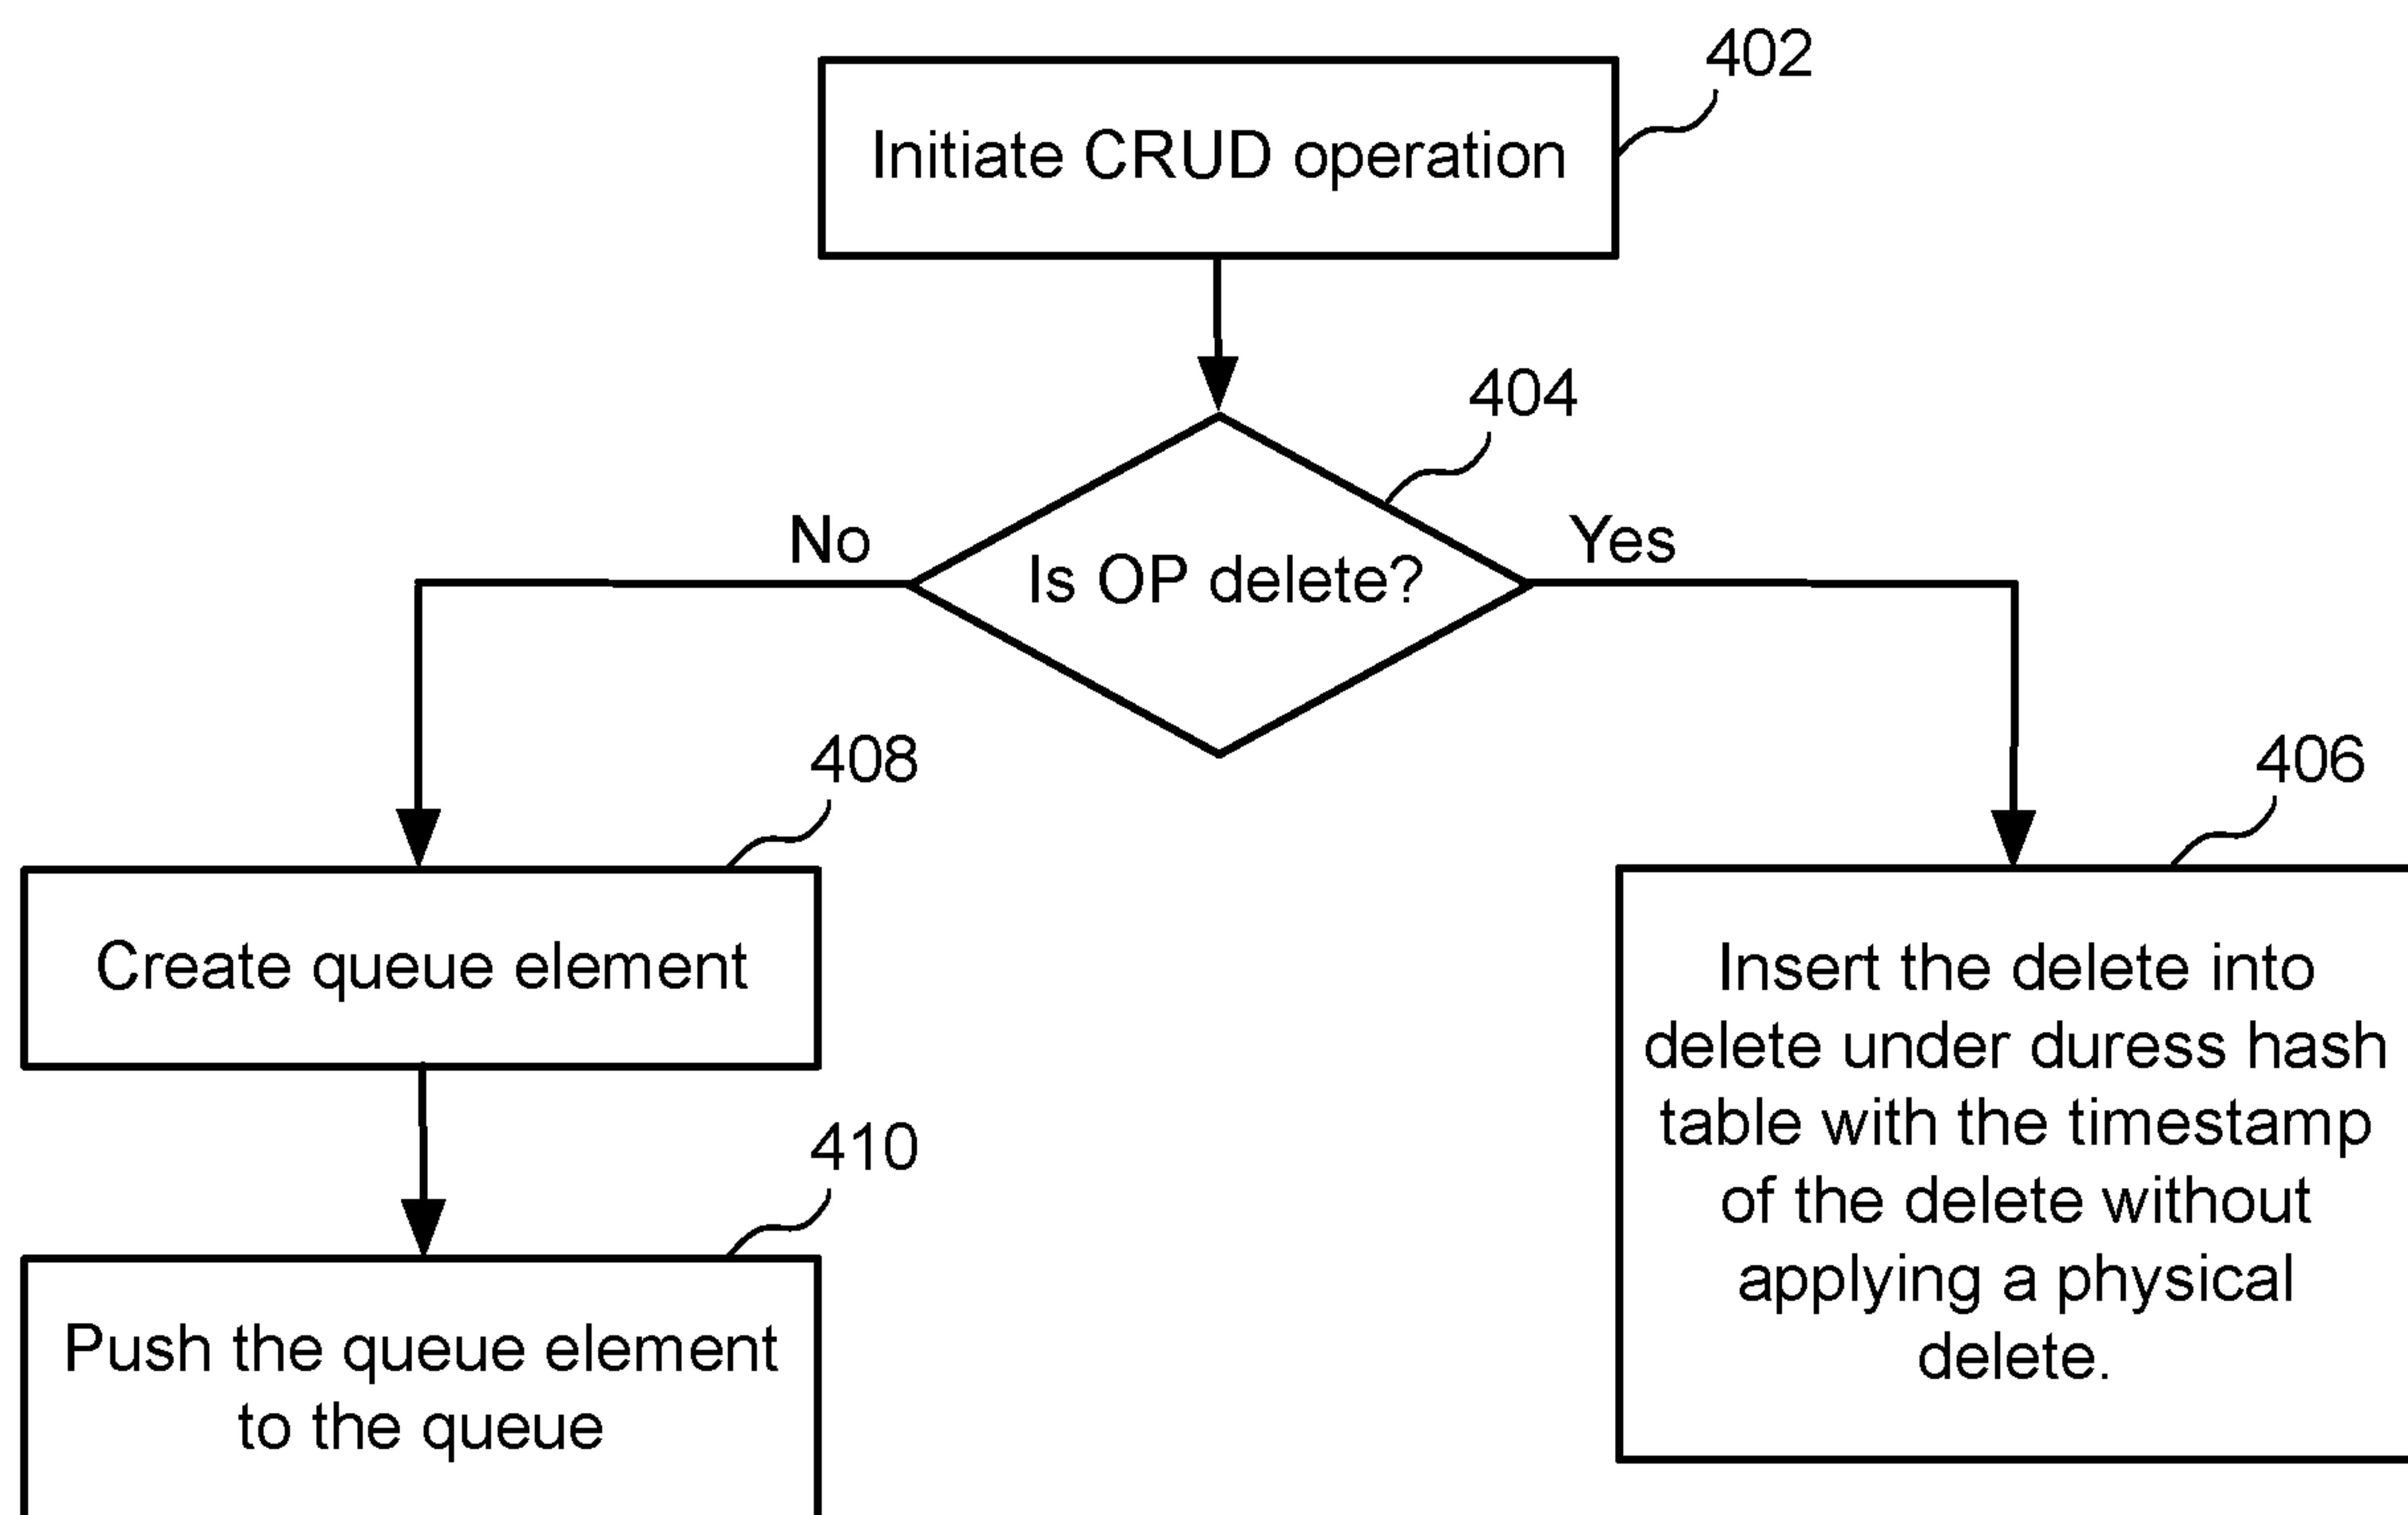 402
Initiate CRUD operation
404
No
Yes
Is OP delete?
408
406
Create queue element
Insert the delete into
delete under duress hash
table with the timestamp
of the delete without
applying a physical
delete.
410
Push the queue element
to the queue